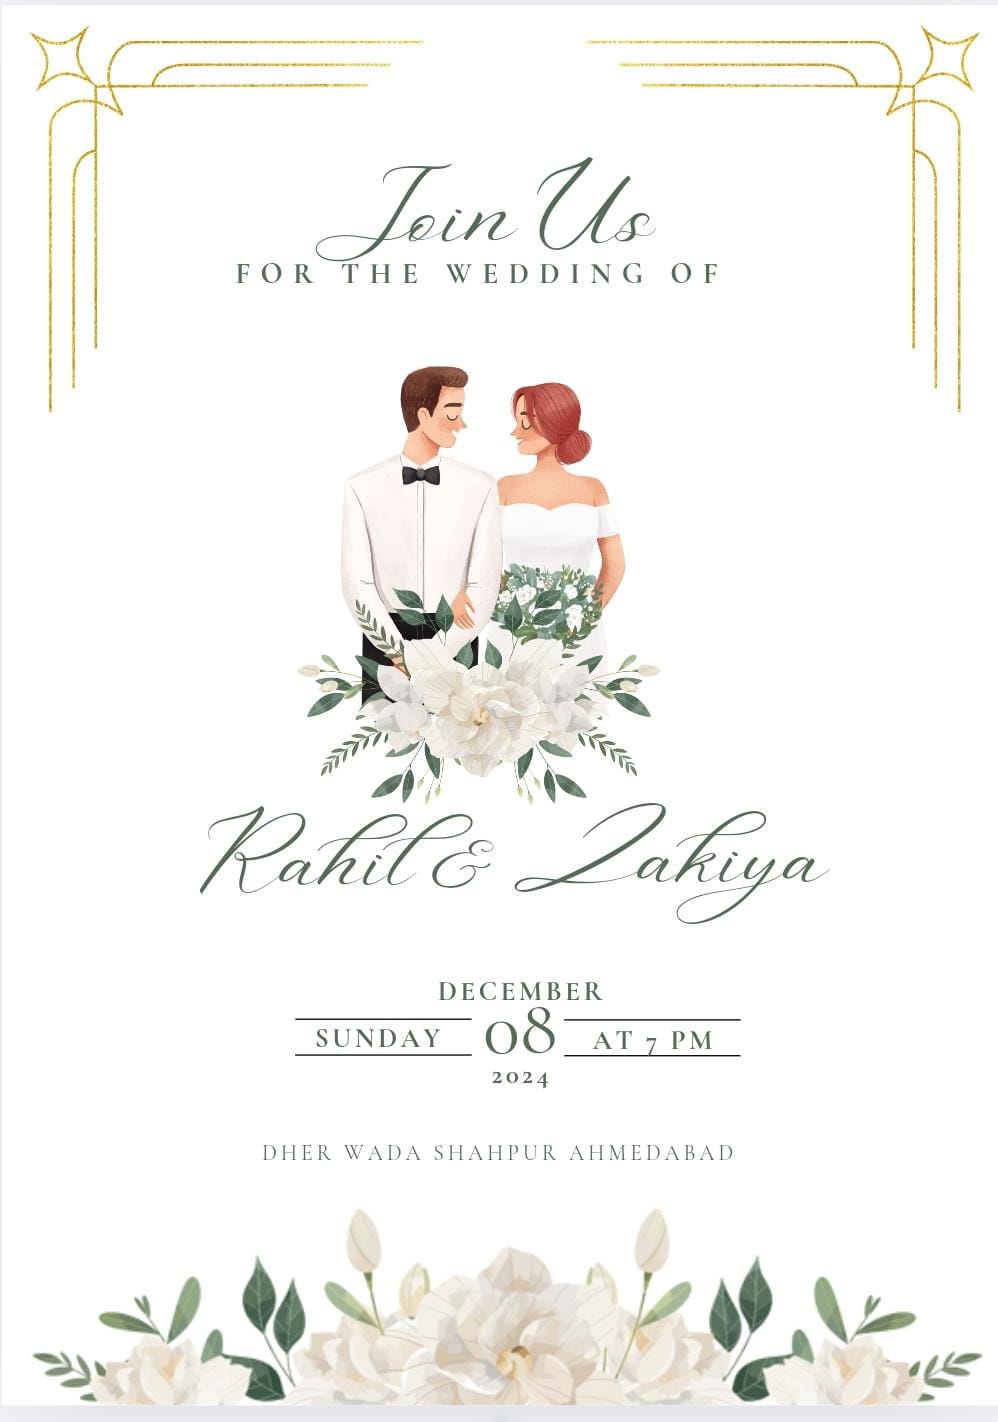 Join Us
FOR THE WEDDING OF
Rahil & Zakiya
DECEMBER
SUNDAY 08 AT 7 PM
2024
DHER WADA SHAHPUR AHMEDABAD